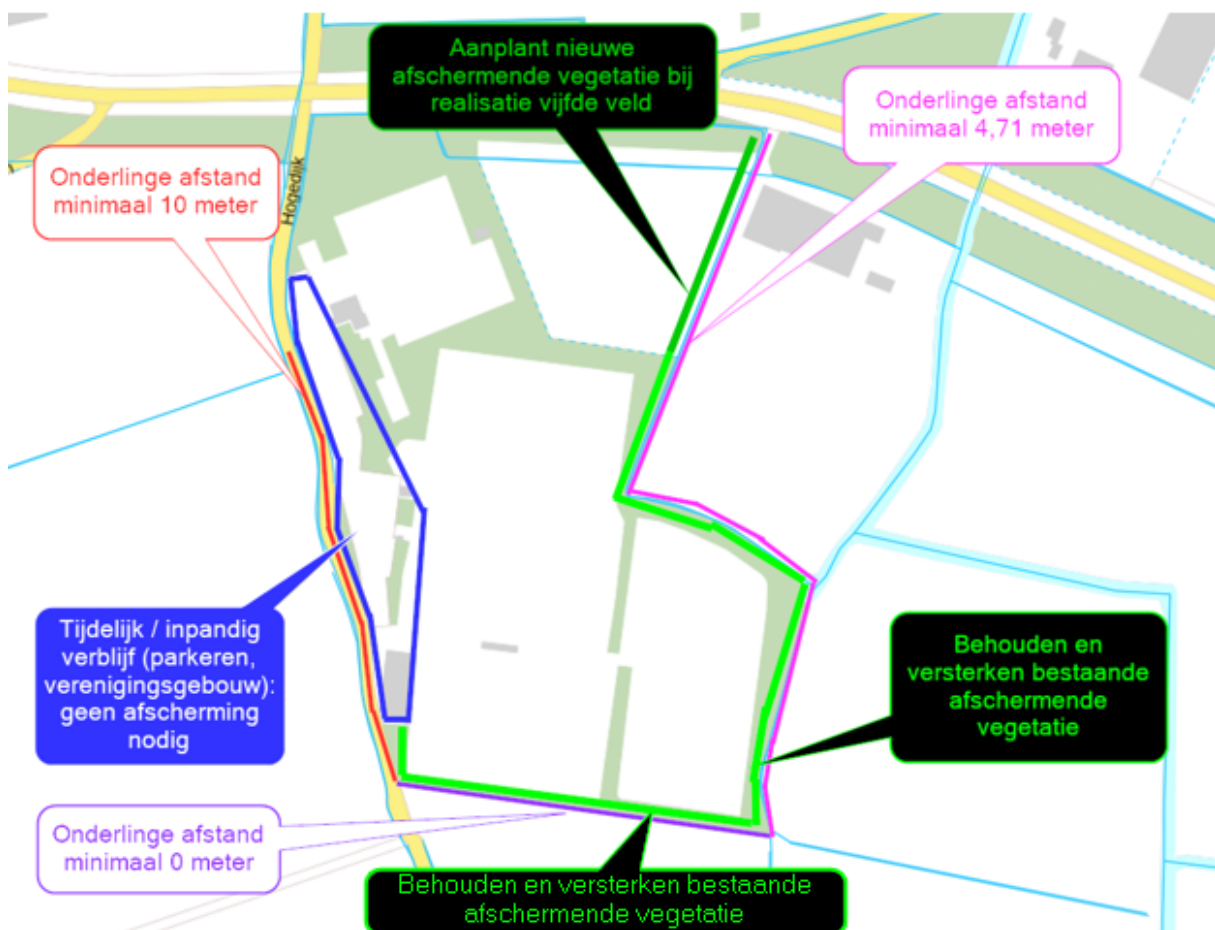 Aanplant nieuwe
afschermende vegetatie bij
realisatie vijfde veld
Onderlinge afstand
minimaal 4,71 meter
Onderlinge afstand
minimaal 10 meter
Hogedijk
Tijdelijk / inpandig
verblijf (parkeren,
verenigingsgebouw):
geen afscherming
nodig
Behouden en
versterken bestaande
afschermende
vegetatie
Onderlinge afstand
minimaal 0 meter
Behouden en versterken bestaande
afschermende vegetatie